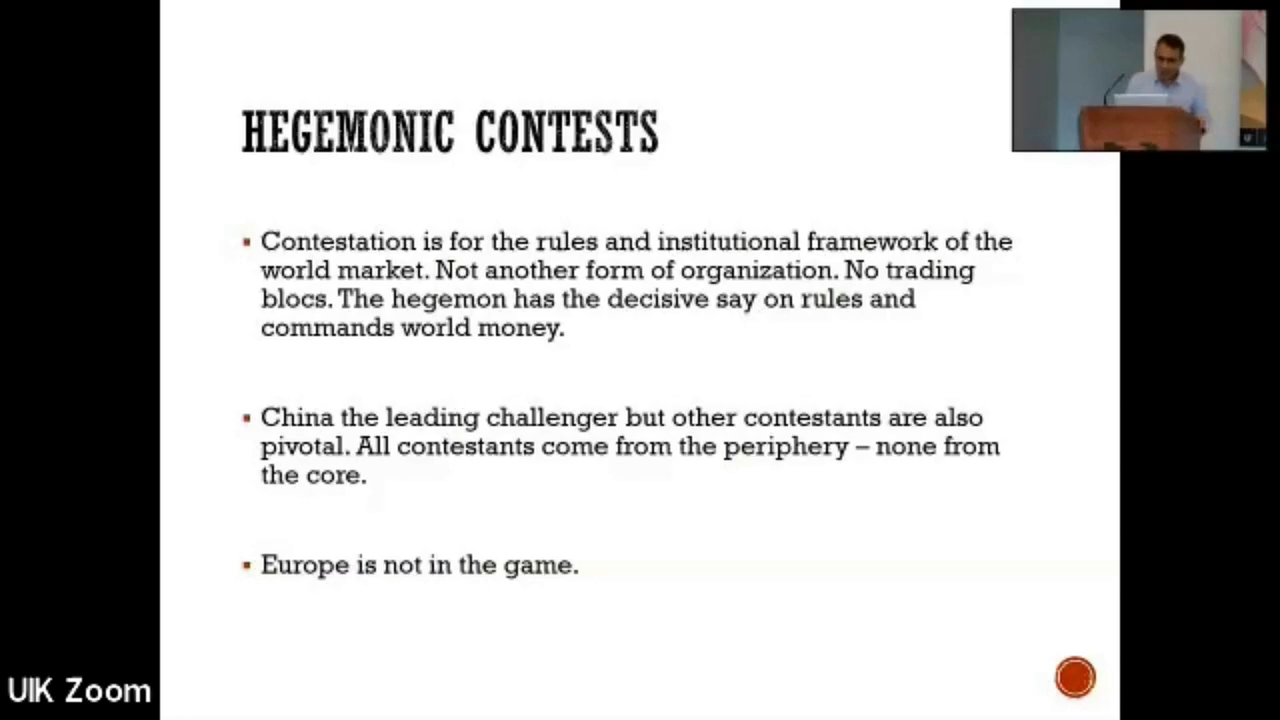 HEGEMONIC CONTESTS
▪ Contestation is for the rules and institutional framework of the
world market. Not another form of organization. No trading
blocs. The hegemon has the decisive say on rules and
commands world money.
▪ China the leading challenger but other contestants are also
pivotal. All contestants come from the periphery – none from
the core.
▪ Europe is not in the game.
UIK Zoom